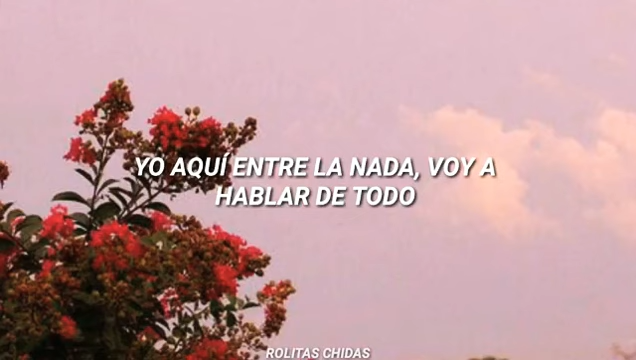 YO AQUÍ ENTRE LA NADA, VOY A
HABLAR DE TODO
ROLITAS CHIDAS